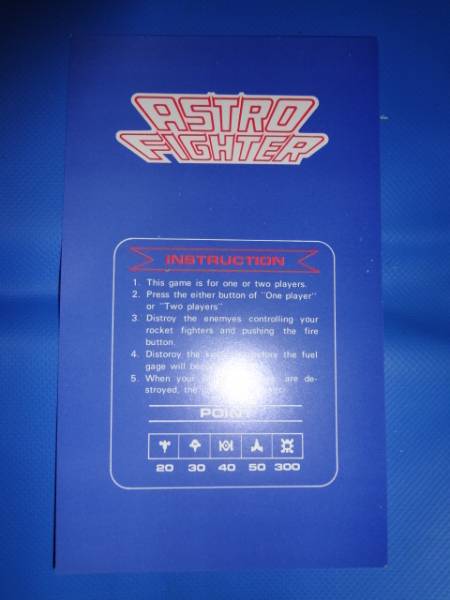 ASTRO
FIGHTER
INSTRUCTION
1. This game is for one or two players.
2. Press the either button of "One player"
or "Two players"
3. Distroy the enemyes controlling your
rocket fighters and pushing the fire
button.
4. Distoroy the before the fuel
gage will be
5. When your are de-
stroyed, the
POINT
20 30 40 50 300